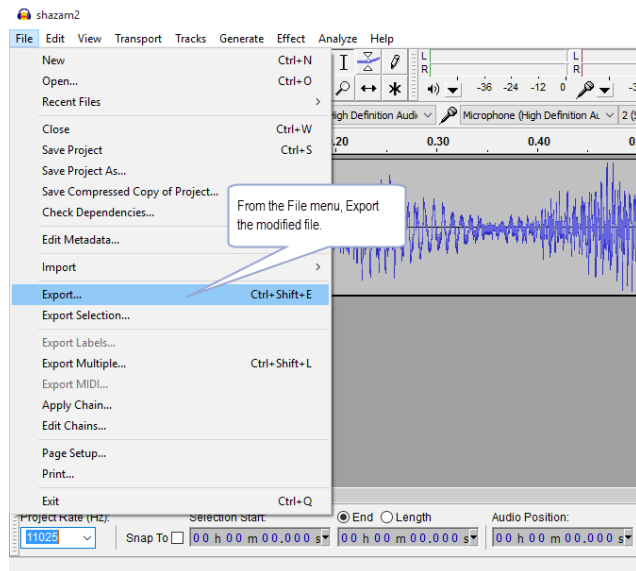 shazam2
File Edit View Transport Tracks Generate Effect Analyze Help
New Ctrl+N
Open... Ctrl+O
Recent Files
Close Ctrl+W
Save Project Ctrl+S
Save Project As...
Save Compressed Copy of Project...
Check Dependencies...
Edit Metadata...
Import
Export... Ctrl+Shift+E
Export Selection...
Export Labels...
Export Multiple... Ctrl+Shift+L
Export MIDI...
Apply Chain...
Edit Chains...
Page Setup...
Print...
Exit Ctrl+Q
L
R
L
R
-36 -24 -12 0
High Definition Audi
Microphone (High Definition Au
.20 0.30 0.40
From the File menu, Export
the modified file.
Project Rate (Hz): Selection Start: End Length Audio Position:
11025 Snap To 00 h 00 m 00.000 s 00 h 00 m 00.000 s 00 h 00 m 00.000 s